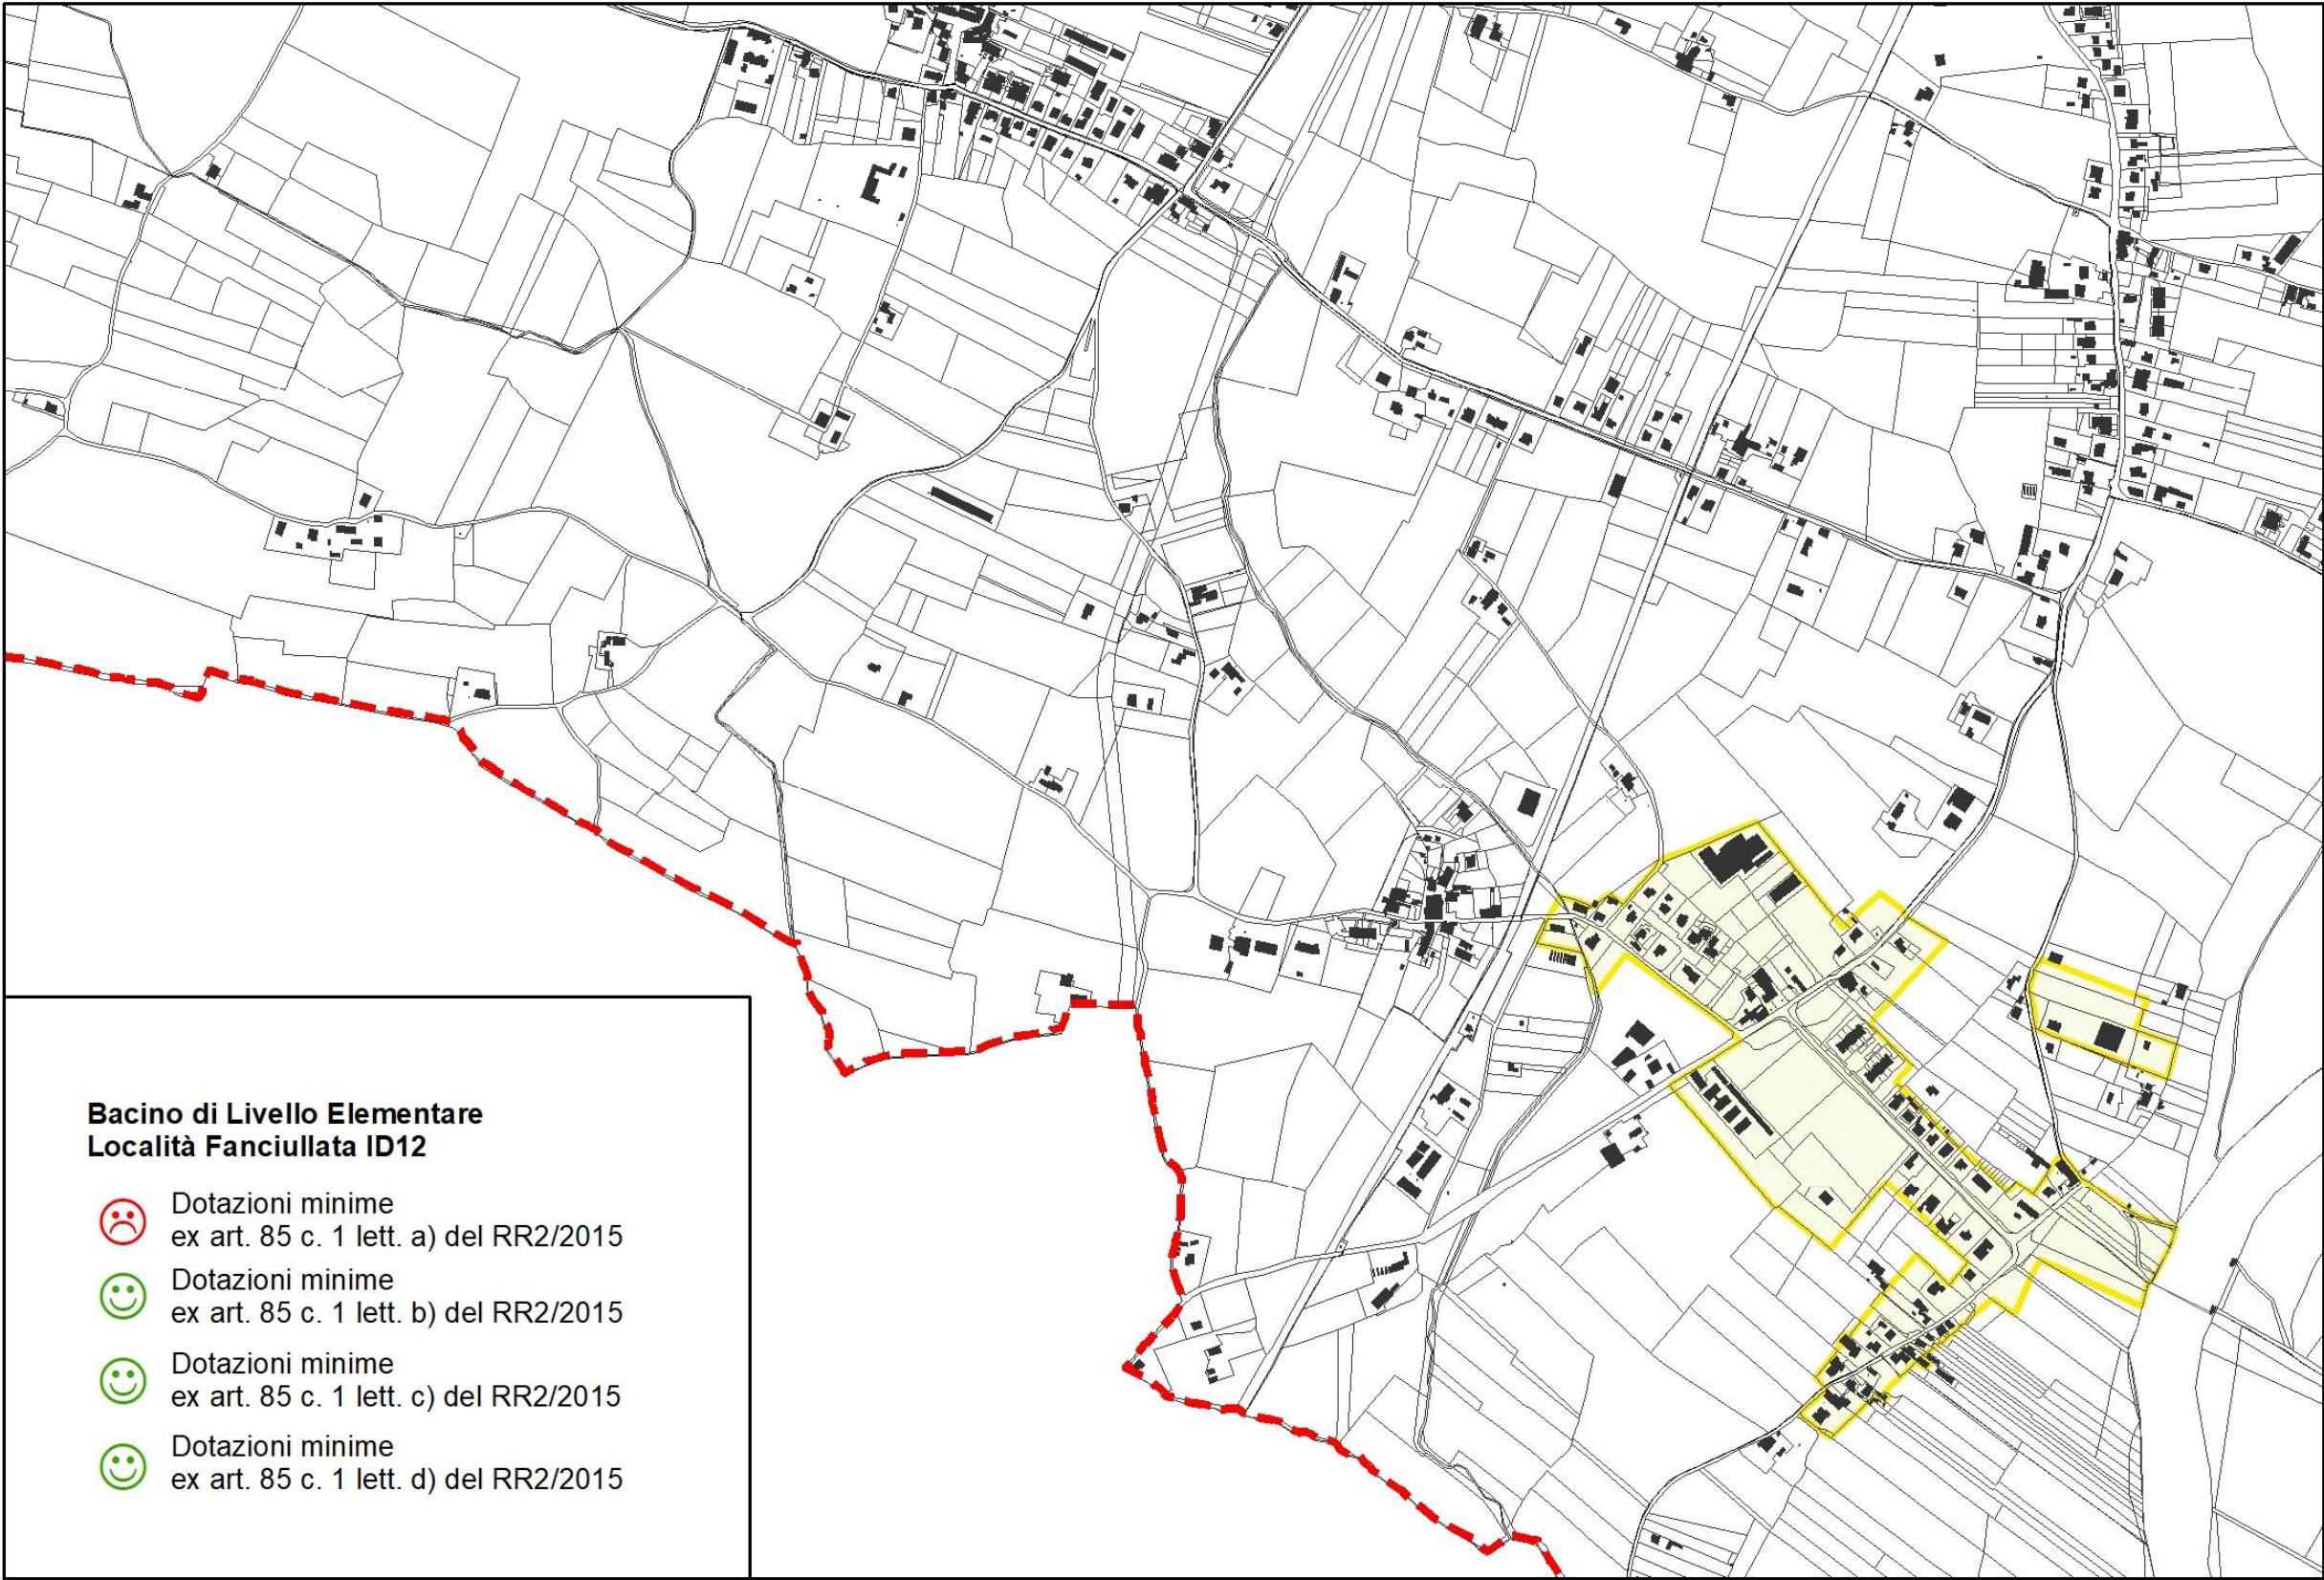 Bacino di Livello Elementare
Località Fanciullata ID12
Dotazioni minime
ex art. 85 c. 1 lett. a) del RR2/2015
Dotazioni minime
ex art. 85 c. 1 lett. b) del RR2/2015
Dotazioni minime
ex art. 85 c. 1 lett. c) del RR2/2015
Dotazioni minime
ex art. 85 c. 1 lett. d) del RR2/2015